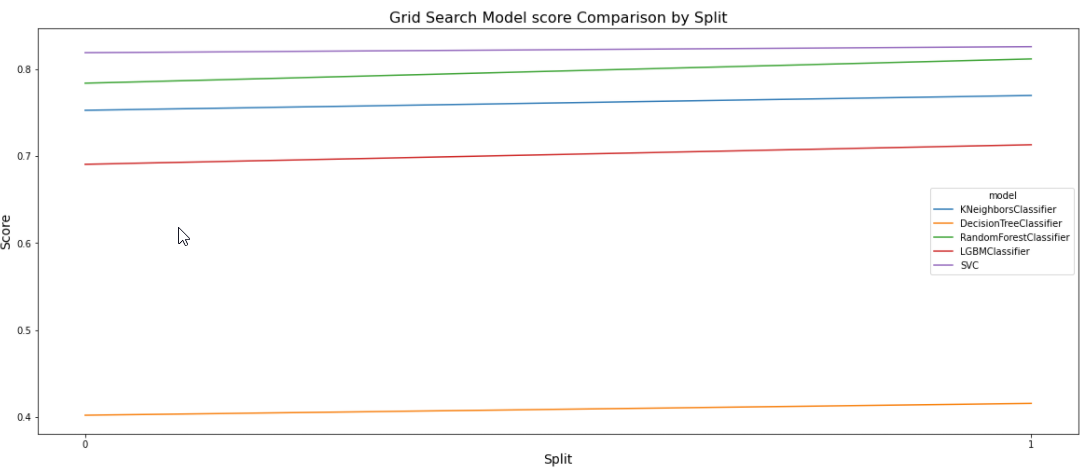 Grid Search Model score Comparison by Split
Score
0.8
0.7
0.6
0.5
0.4
0
1
Split
model
KNeighborsClassifier
DecisionTreeClassifier
RandomForestClassifier
LGBMClassifier
SVC